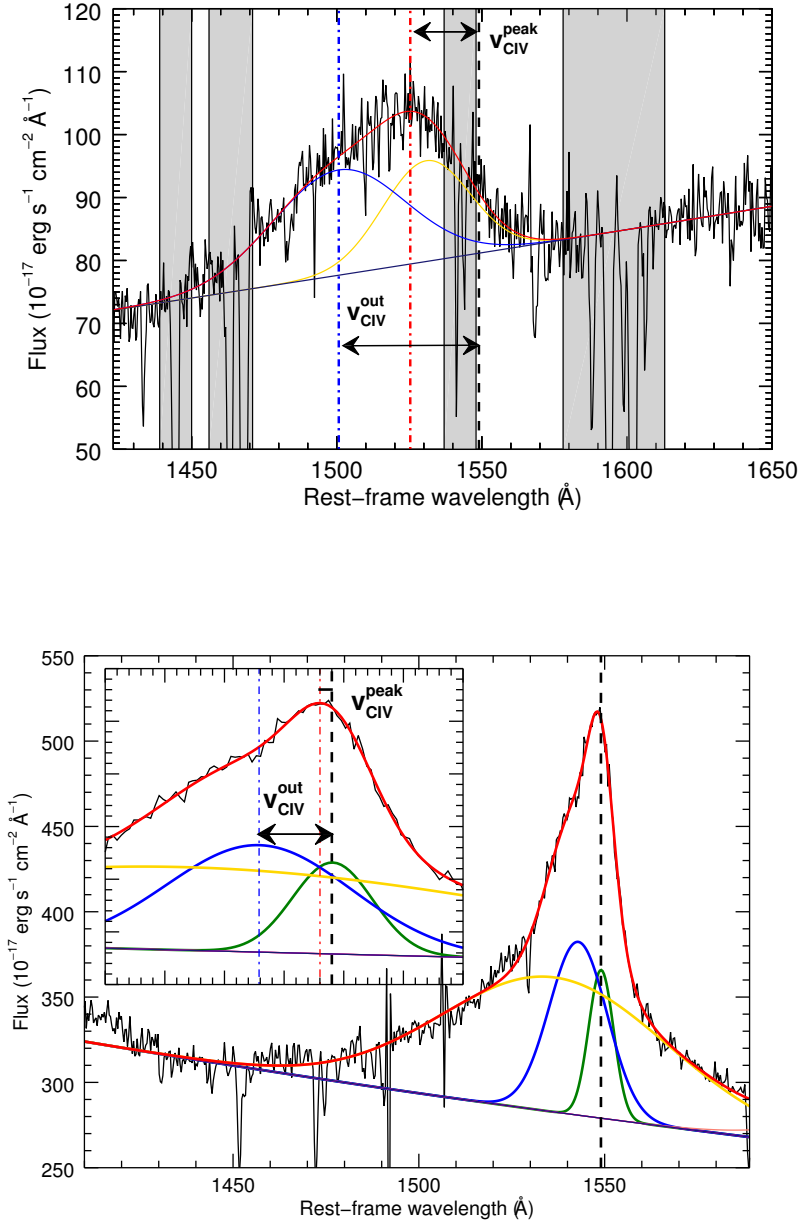 120
110
100
90
80
70
60
50
Flux (10⁻¹⁷ erg s⁻¹ cm⁻² Å⁻¹)
v_CIV^peak
v_CIV^out
1450 1500 1550 1600 1650
Rest−frame wavelength (Å)
550
500
450
400
350
300
250
Flux (10⁻¹⁷ erg s⁻¹ cm⁻² Å⁻¹)
v_CIV^peak
v_CIV^out
1450 1500 1550
Rest−frame wavelength (Å)